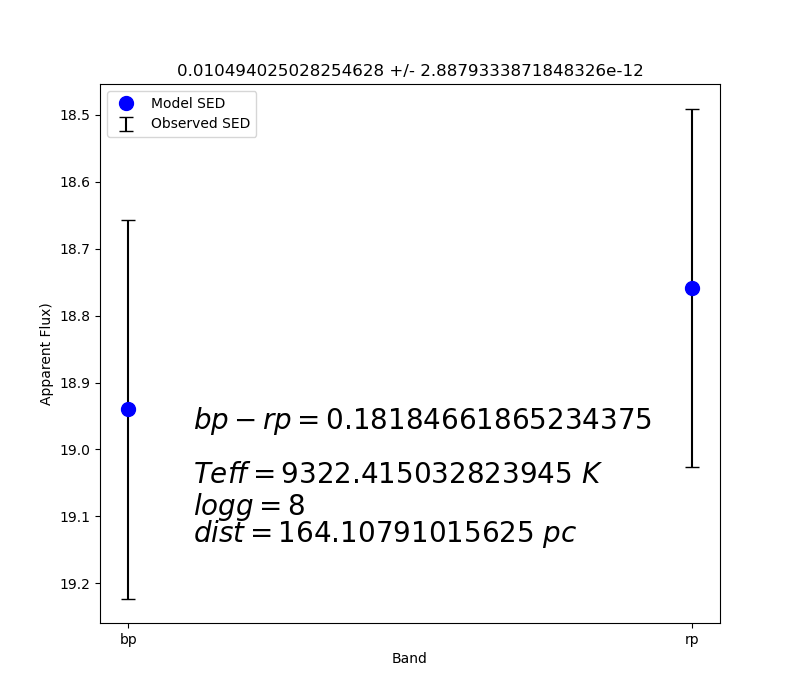 0.010494025028254628 +/- 2.8879333871848326e-12
Model SED
Observed SED
18.5
18.6
18.7
18.8
18.9
19.0
19.1
19.2
Apparent Flux)
bp − rp = 0.18184661865234375
Teff = 9322.415032823945 K
logg = 8
dist = 164.10791015625 pc
bp
rp
Band